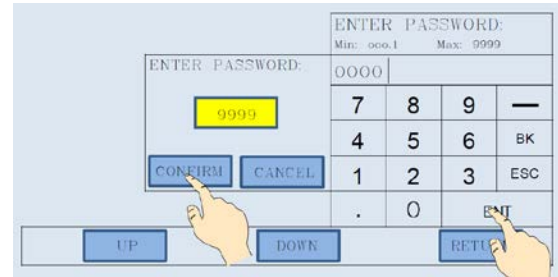 ENTER PASSWORD:
Min: ooo.1 Max: 9999
0000
7 8 9 —
4 5 6 BK
1 2 3 ESC
. 0 ENT
ENTER PASSWORD:
9999
CONFIRM CANCEL
UP DOWN RETU